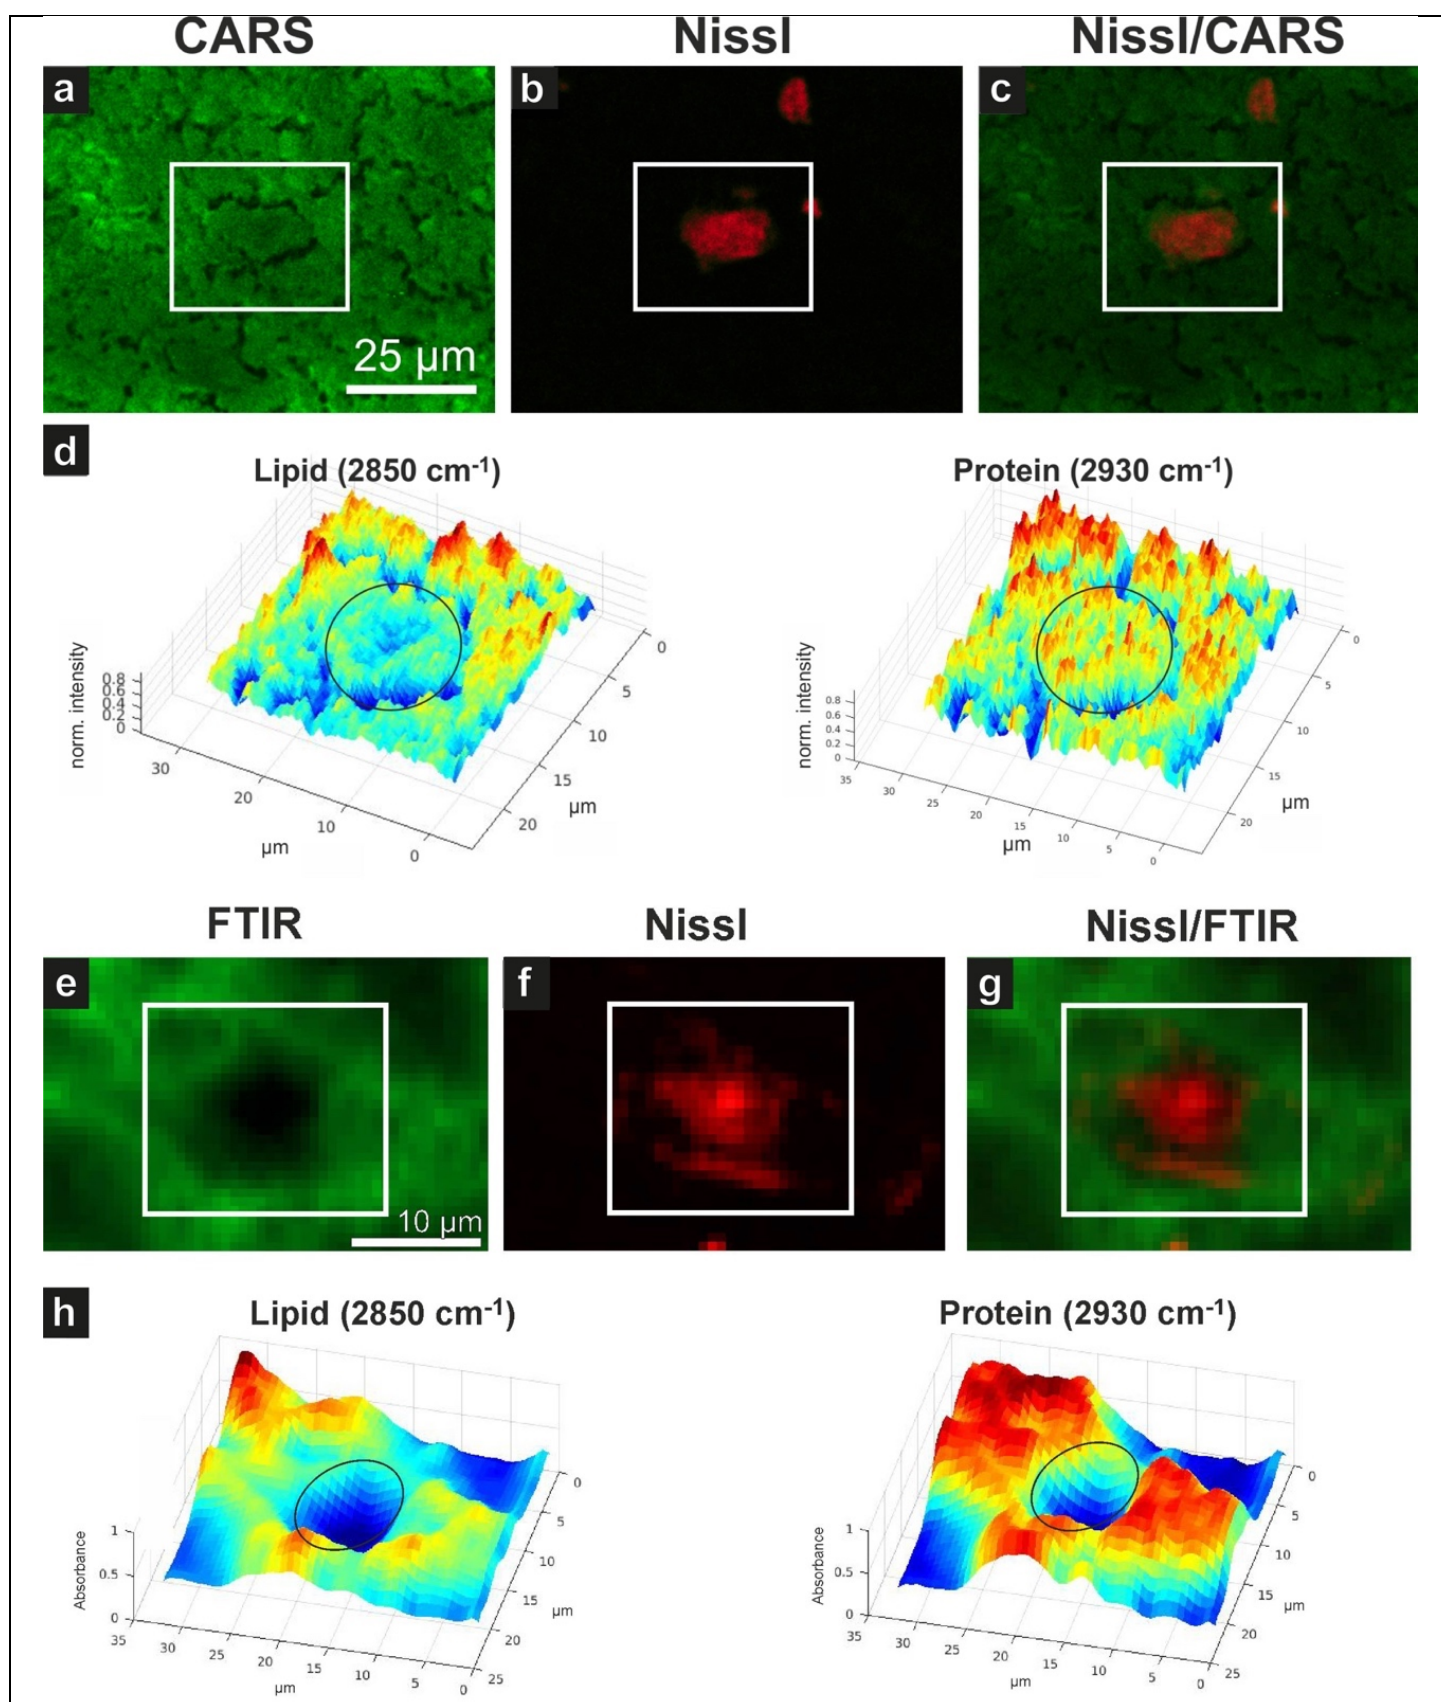 CARS Nissl Nissl/CARS
a b c
25 µm
d
Lipid (2850 cm-1) Protein (2930 cm-1)
norm. intensity
0.8
0.6
0.4
0.2
0
30 20 10 0
µm
0 5 10 15 20
µm
norm. intensity
0.8
0.6
0.4
0.2
0
35 30 25 20 15 10 5 0
µm
0 5 10 15 20
µm
FTIR Nissl Nissl/FTIR
e f g
10 µm
h
Lipid (2850 cm-1) Protein (2930 cm-1)
Absorbance
1
0.5
0
35 30 25 20 15 10 5 0
µm
0 5 10 15 20 25
µm
Absorbance
1
0.5
0
35 30 25 20 15 10 5 0
µm
0 5 10 15 20 25
µm